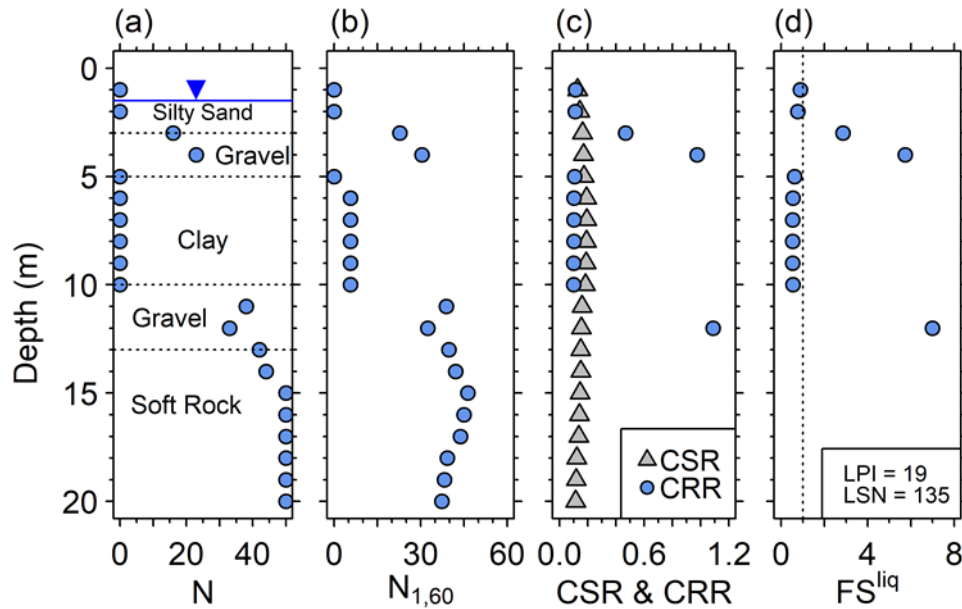 (a) (b) (c) (d)
0
5
10
15
20
Depth (m)
Silty Sand
Gravel
Clay
Gravel
Soft Rock
CSR
CRR
LPI = 19
LSN = 135
0 20 40 0 30 60 0.0 0.6 1.2 0 4 8
N N1,60 CSR & CRR FS^liq